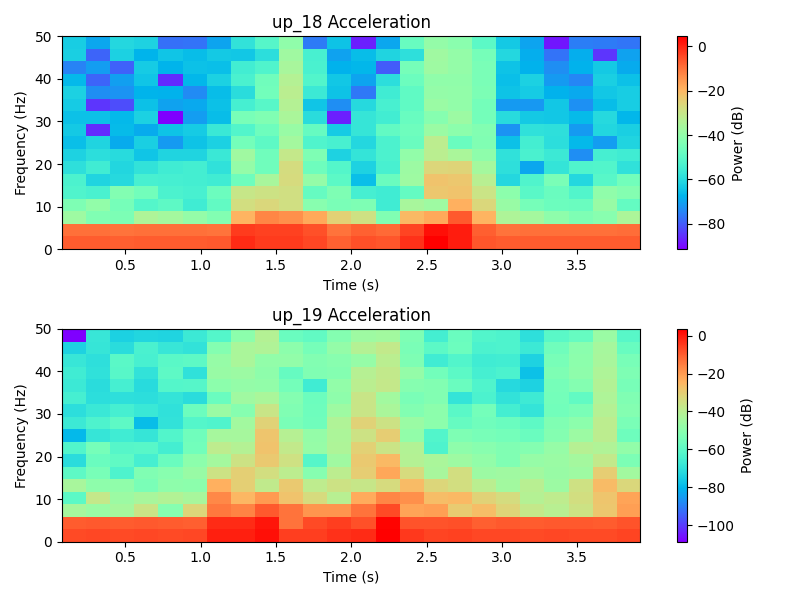 up_18 Acceleration
50
40
30
20
10
0
Frequency (Hz)
0.5 1.0 1.5 2.0 2.5 3.0 3.5
Time (s)
0
−20
−40
−60
−80
Power (dB)
up_19 Acceleration
50
40
30
20
10
0
Frequency (Hz)
0.5 1.0 1.5 2.0 2.5 3.0 3.5
Time (s)
0
−20
−40
−60
−80
−100
Power (dB)